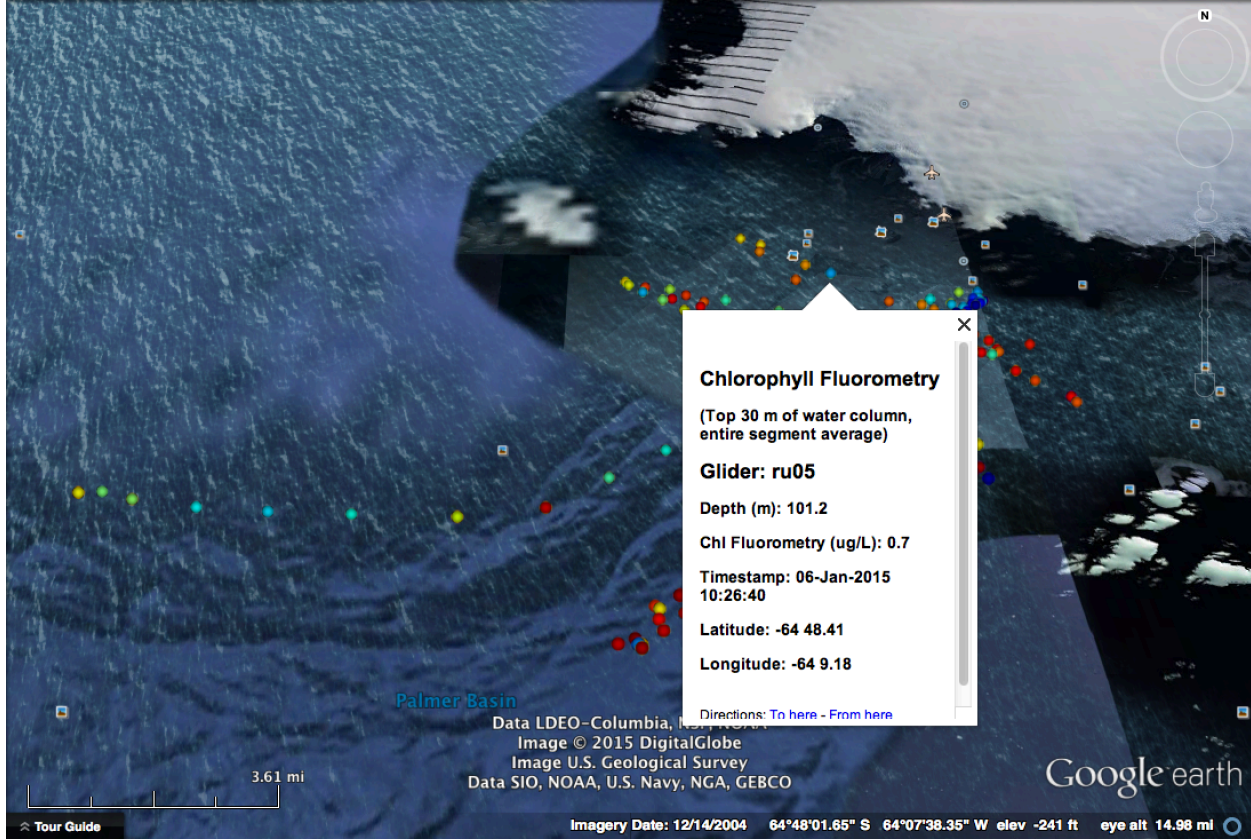 N
Chlorophyll Fluorometry
(Top 30 m of water column,
entire segment average)
Glider: ru05
Depth (m): 101.2
Chl Fluorometry (ug/L): 0.7
Timestamp: 06-Jan-2015
10:26:40
Latitude: -64 48.41
Longitude: -64 9.18
Directions: To here - From here
Palmer Basin
Data LDEO-Columbia, NSF, NOAA
Image © 2015 DigitalGlobe
Image U.S. Geological Survey
Data SIO, NOAA, U.S. Navy, NGA, GEBCO
3.61 mi
Google earth
Tour Guide
Imagery Date: 12/14/2004 64°48'01.65" S 64°07'38.35" W elev -241 ft eye alt 14.98 mi